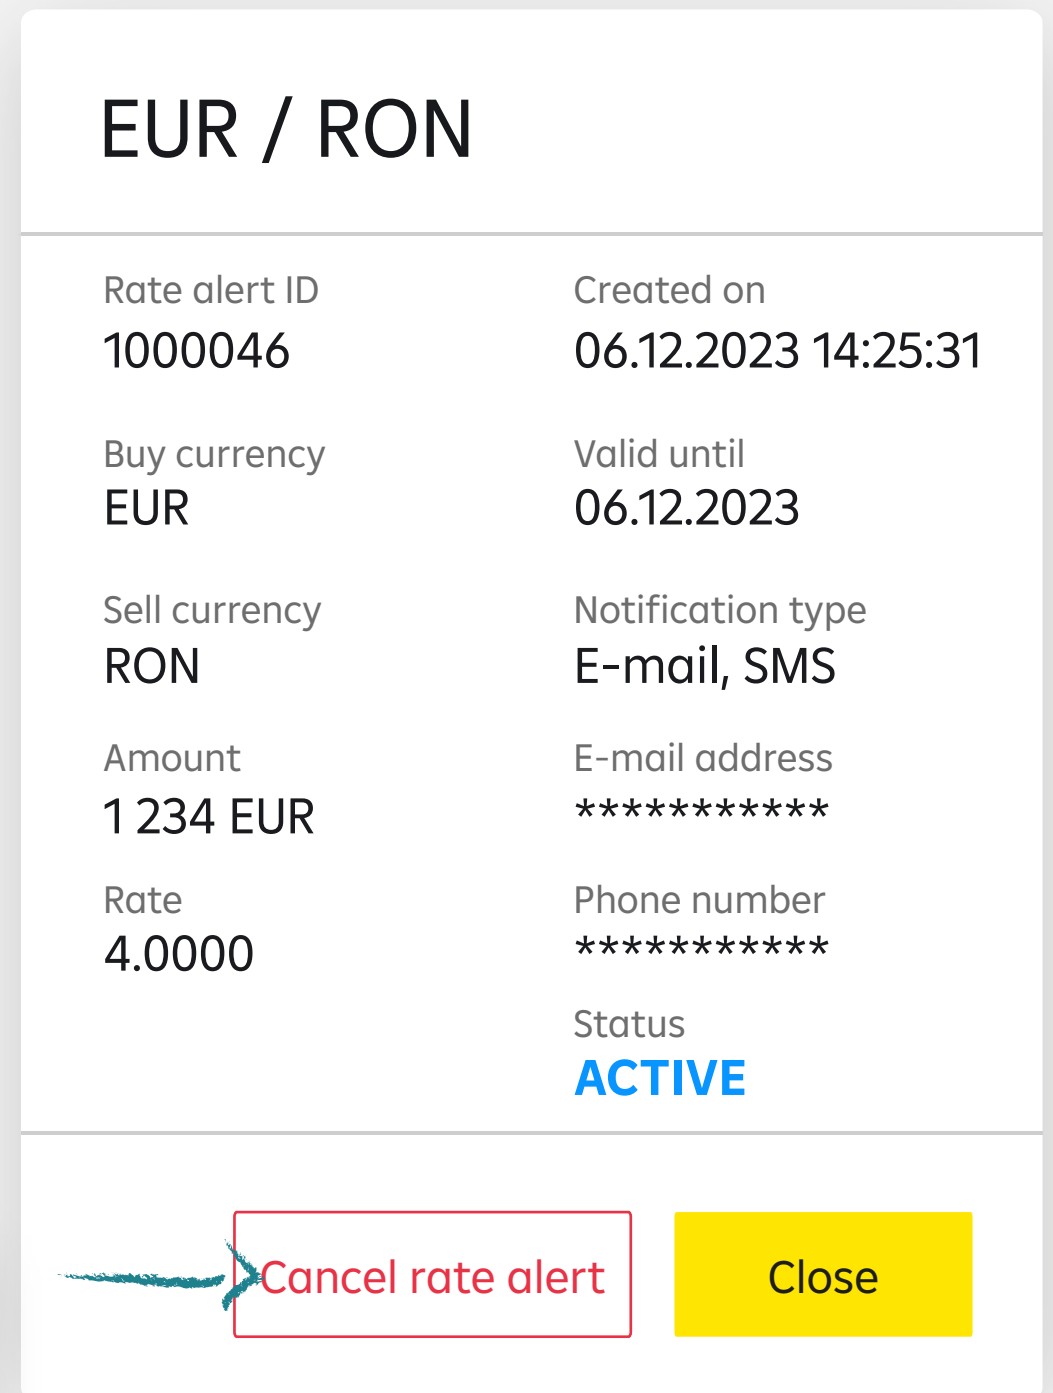 EUR / RON
Rate alert ID
1000046
Created on
06.12.2023 14:25:31
Buy currency
EUR
Valid until
06.12.2023
Sell currency
RON
Notification type
E-mail, SMS
Amount
1 234 EUR
E-mail address
***********
Rate
4.0000
Phone number
***********
Status
ACTIVE
Cancel rate alert
Close